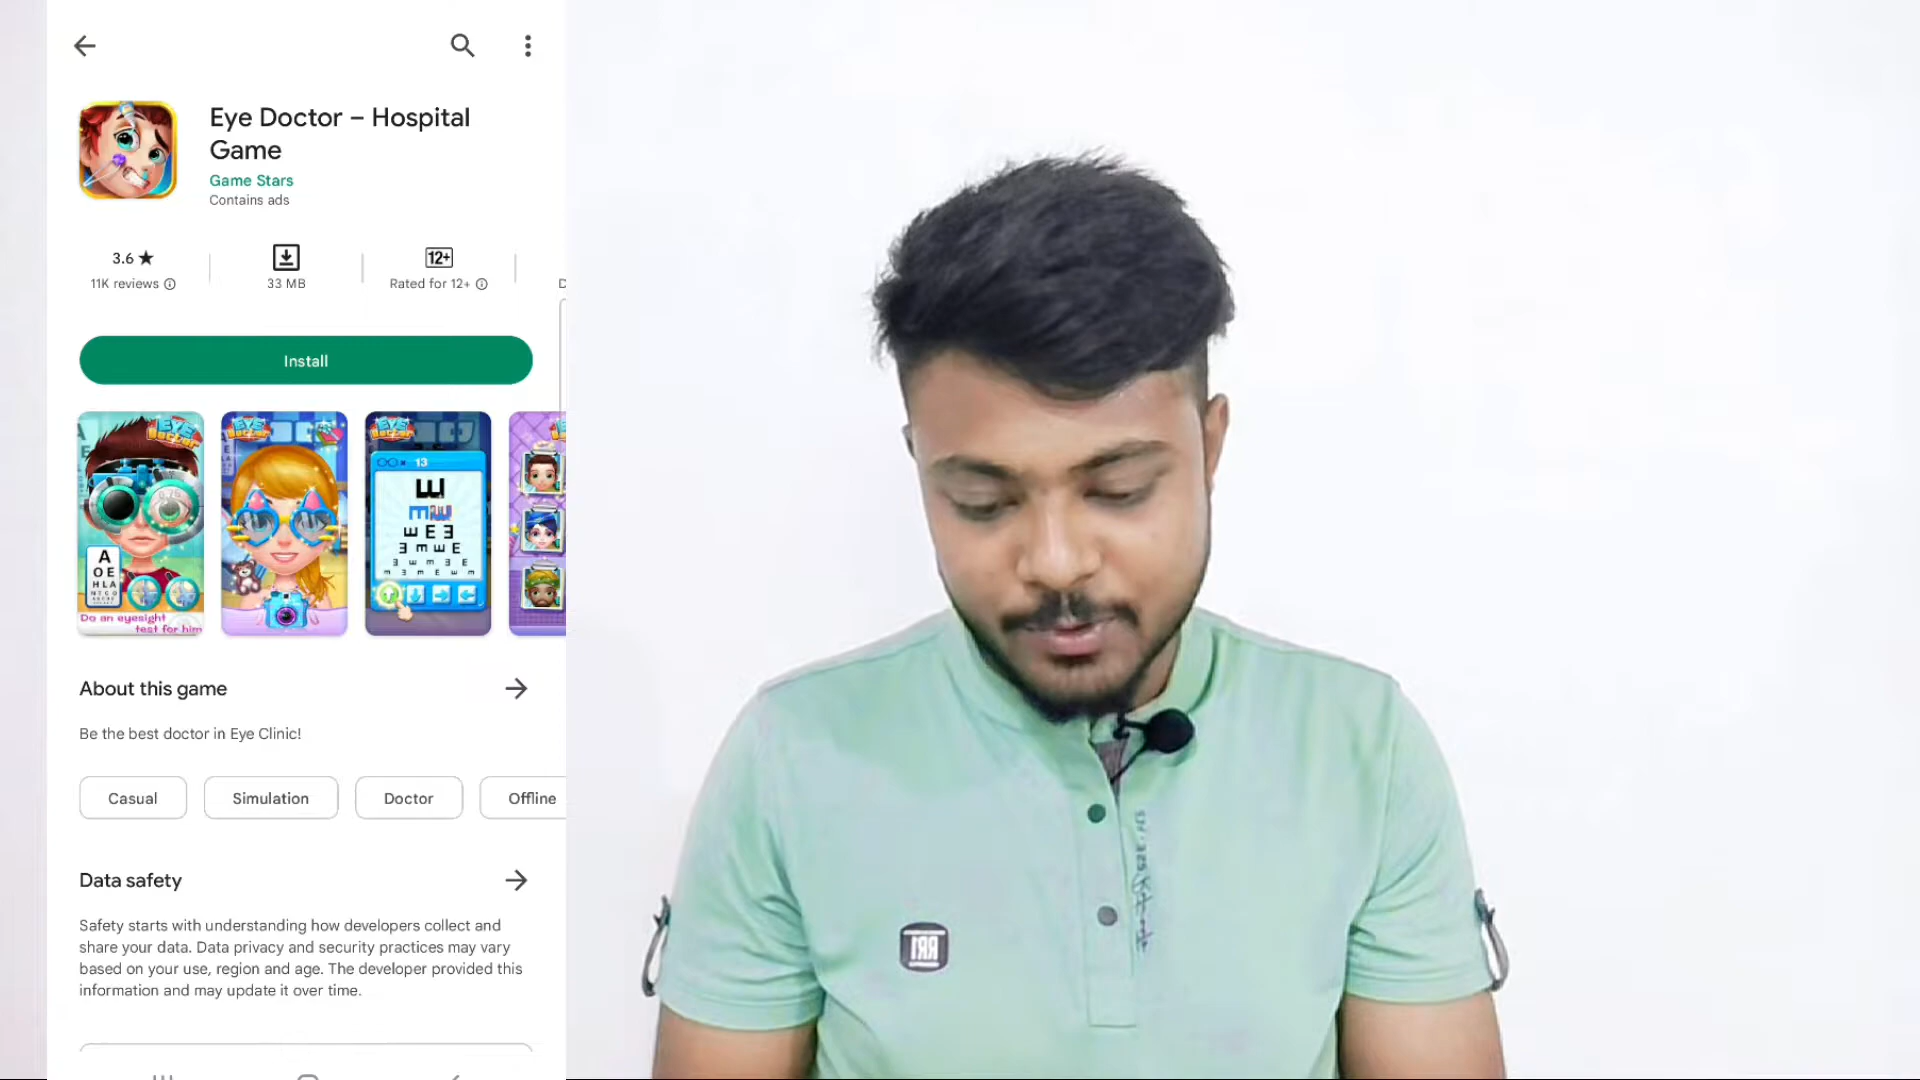 Eye Doctor – Hospital
Game
Game Stars
Contains ads
3.6 ★
11K reviews
33 MB
12+
Rated for 12+
Install
Do an eyesight
test for him
13
About this game
Be the best doctor in Eye Clinic!
Casual
Simulation
Doctor
Offline
Data safety
Safety starts with understanding how developers collect and
share your data. Data privacy and security practices may vary
based on your use, region and age. The developer provided this
information and may update it over time.